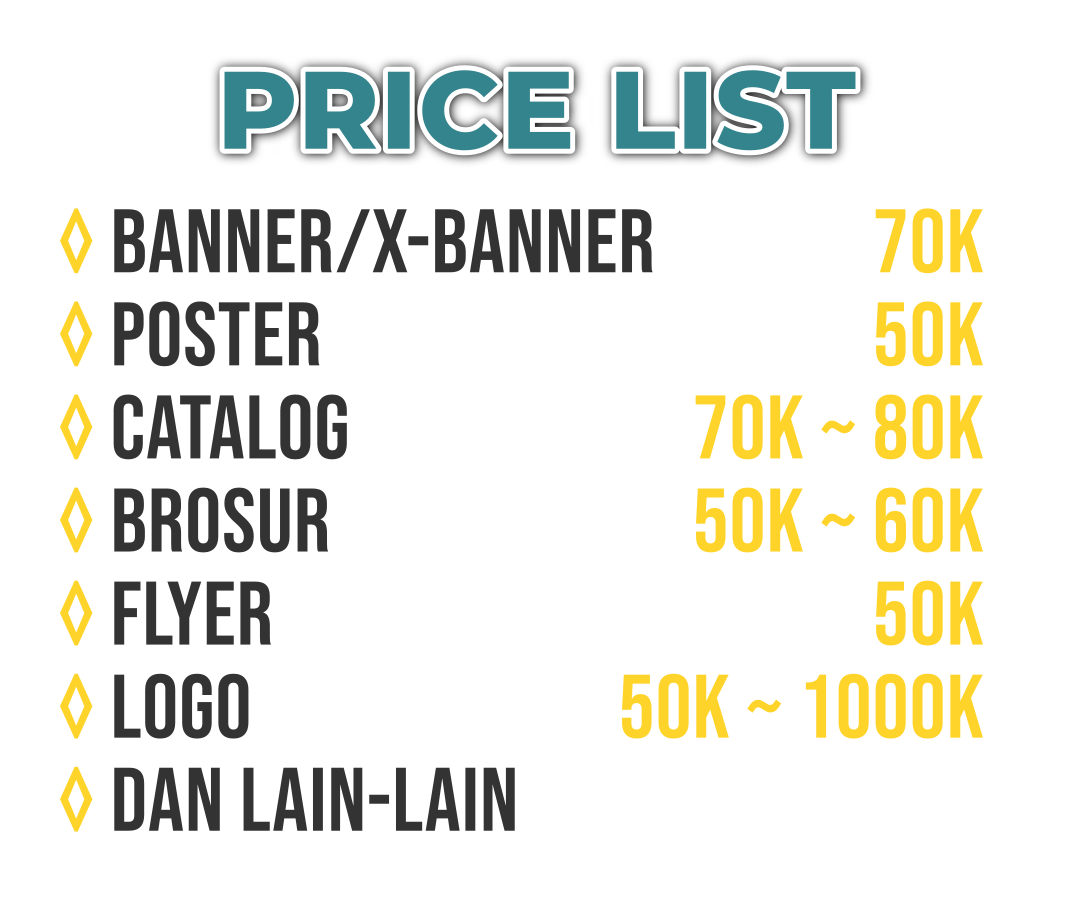 PRICE LIST
BANNER/X-BANNER 70K
POSTER 50K
CATALOG 70K ~ 80K
BROSUR 50K ~ 60K
FLYER 50K
LOGO 50K ~ 1000K
DAN LAIN-LAIN